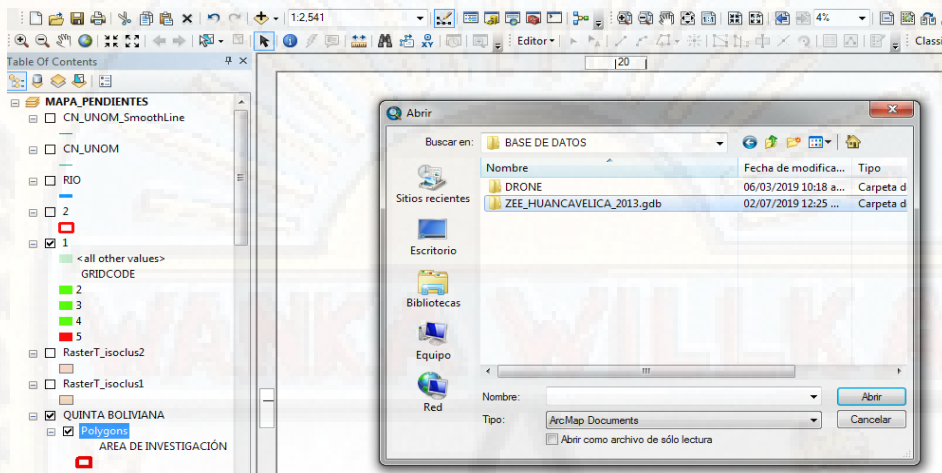 1:2,541
4%
Editor
Classi
Table Of Contents
20
MAPA_PENDIENTES
CN_UNOM_SmoothLine
CN_UNOM
RIO
2
1
<all other values>
GRIDCODE
2
3
4
5
RasterT_isoclus2
RasterT_isoclus1
QUINTA BOLIVIANA
Polygons
AREA DE INVESTIGACIÓN
Abrir
Buscar en:
BASE DE DATOS
Nombre
Fecha de modifica...
Tipo
DRONE
06/03/2019 10:18 a...
Carpeta d
ZEE_HUANCAVELICA_2013.gdb
02/07/2019 12:25 ...
Carpeta d
Sitios recientes
Escritorio
Bibliotecas
Equipo
Red
Nombre:
Abrir
Tipo:
ArcMap Documents
Cancelar
Abrir como archivo de sólo lectura